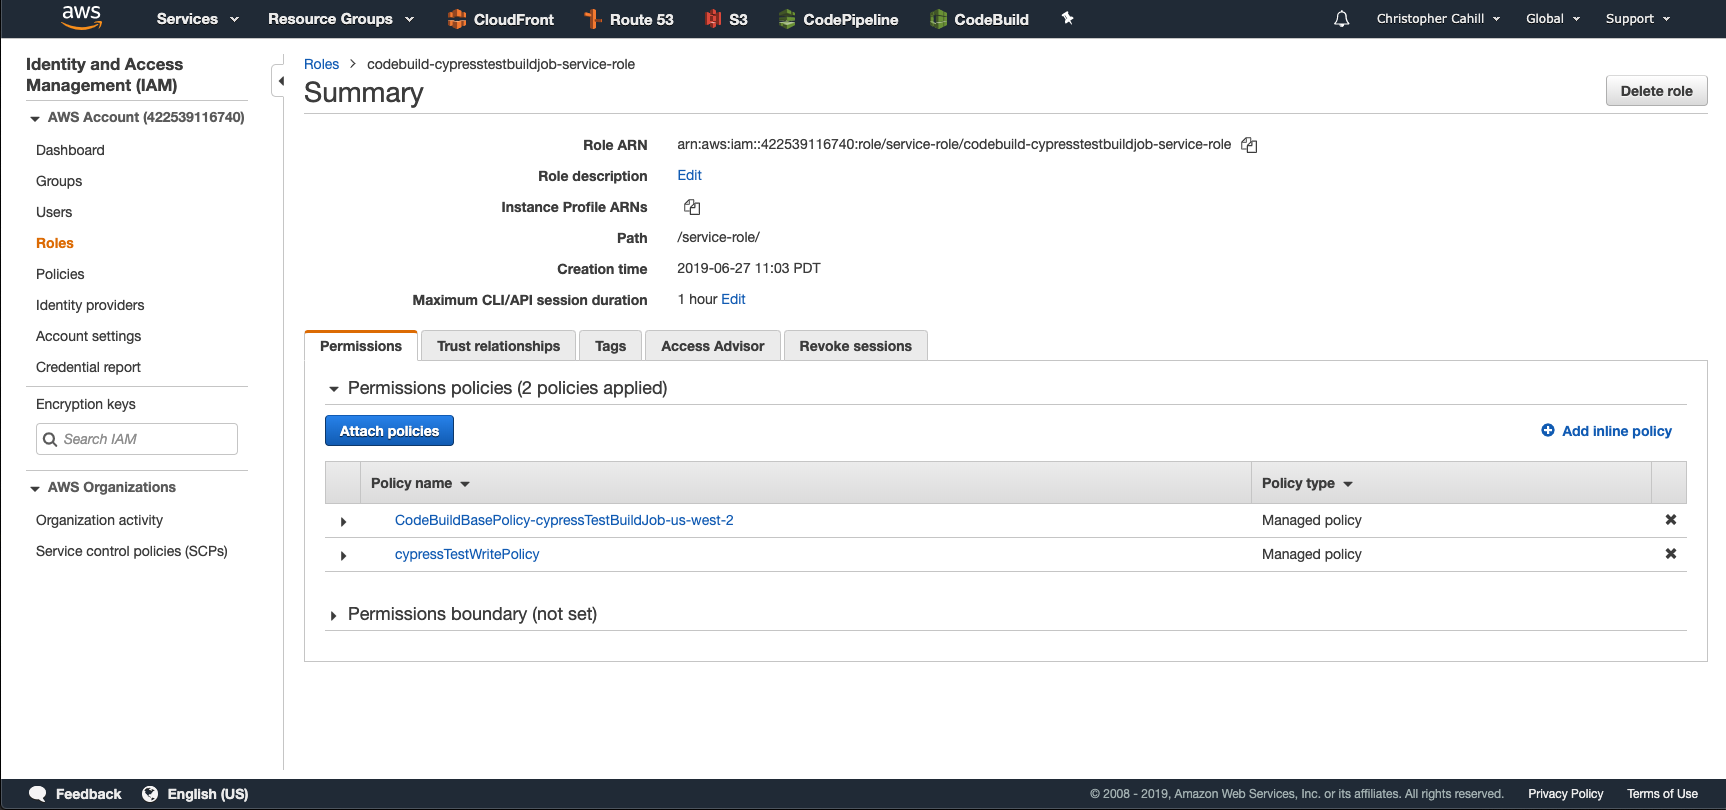 aws
Services
Resource Groups
CloudFront
Route 53
S3
CodePipeline
CodeBuild
Christopher Cahill
Global
Support
Identity and Access
Management (IAM)
AWS Account (422539116740)
Dashboard
Groups
Users
Roles
Policies
Identity providers
Account settings
Credential report
Encryption keys
Search IAM
AWS Organizations
Organization activity
Service control policies (SCPs)
Roles > codebuild-cypresstestbuildjob-service-role
Summary
Delete role
Role ARN arn:aws:iam::422539116740:role/service-role/codebuild-cypresstestbuildjob-service-role
Role description Edit
Instance Profile ARNs
Path /service-role/
Creation time 2019-06-27 11:03 PDT
Maximum CLI/API session duration 1 hour Edit
Permissions
Trust relationships
Tags
Access Advisor
Revoke sessions
Permissions policies (2 policies applied)
Attach policies
Add inline policy
Policy name Policy type
CodeBuildBasePolicy-cypressTestBuildJob-us-west-2 Managed policy
cypressTestWritePolicy Managed policy
Permissions boundary (not set)
Feedback
English (US)
© 2008 - 2019, Amazon Web Services, Inc. or its affiliates. All rights reserved.
Privacy Policy
Terms of Use